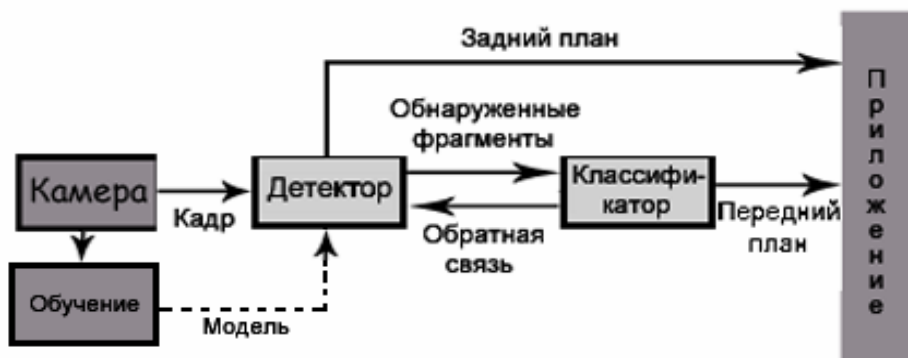 Задний план
Обнаруженные
фрагменты
Камера
Кадр
Детектор
Классифи-
катор
Передний
план
Обратная
связь
Обучение
Модель
Приложение